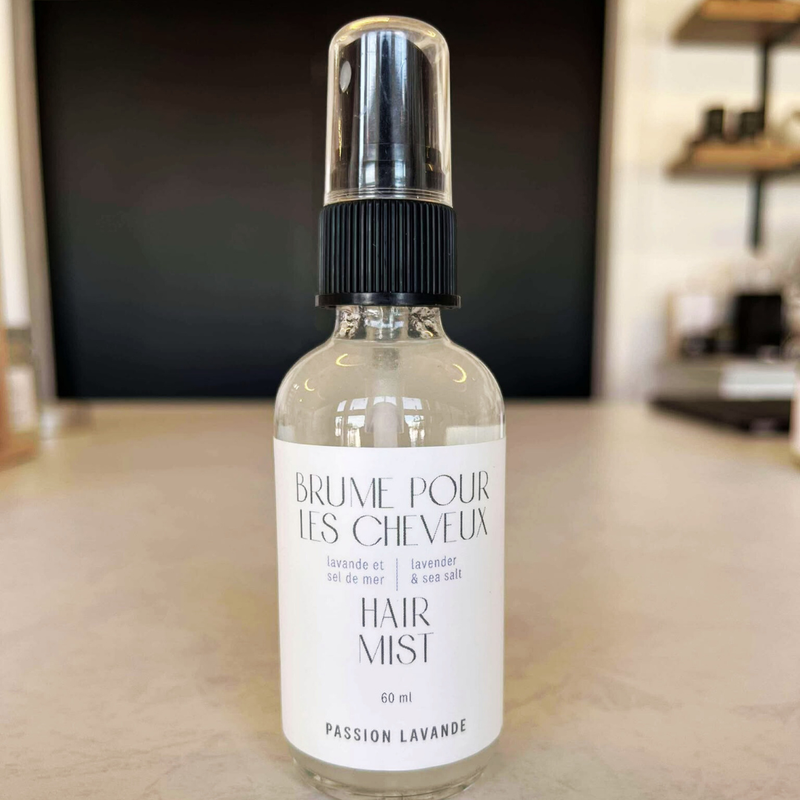 BRUME POUR
LES CHEVEUX
lavande et
sel de mer
lavender
& sea salt
HAIR
MIST
60 ml
PASSION LAVANDE